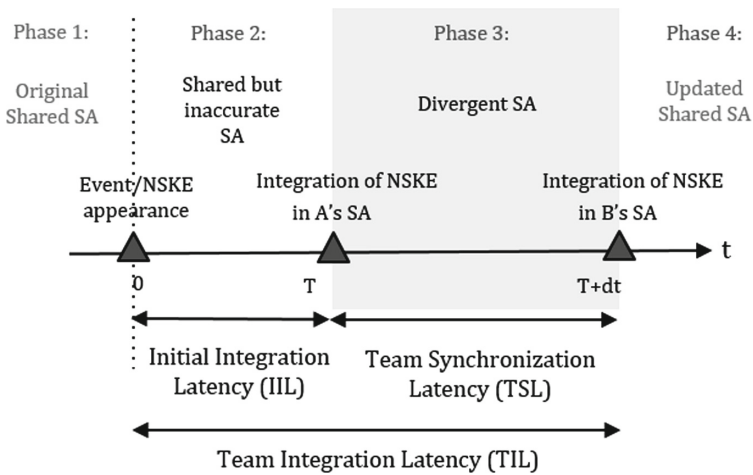 Phase 1:
Phase 2:
Phase 3:
Phase 4:
Original
Shared SA
Shared but
inaccurate
SA
Divergent SA
Updated
Shared SA
Event/NSKE
appearance
Integration of NSKE
in A's SA
Integration of NSKE
in B's SA
t
0
T
T+dt
Initial Integration
Latency (IIL)
Team Synchronization
Latency (TSL)
Team Integration Latency (TIL)